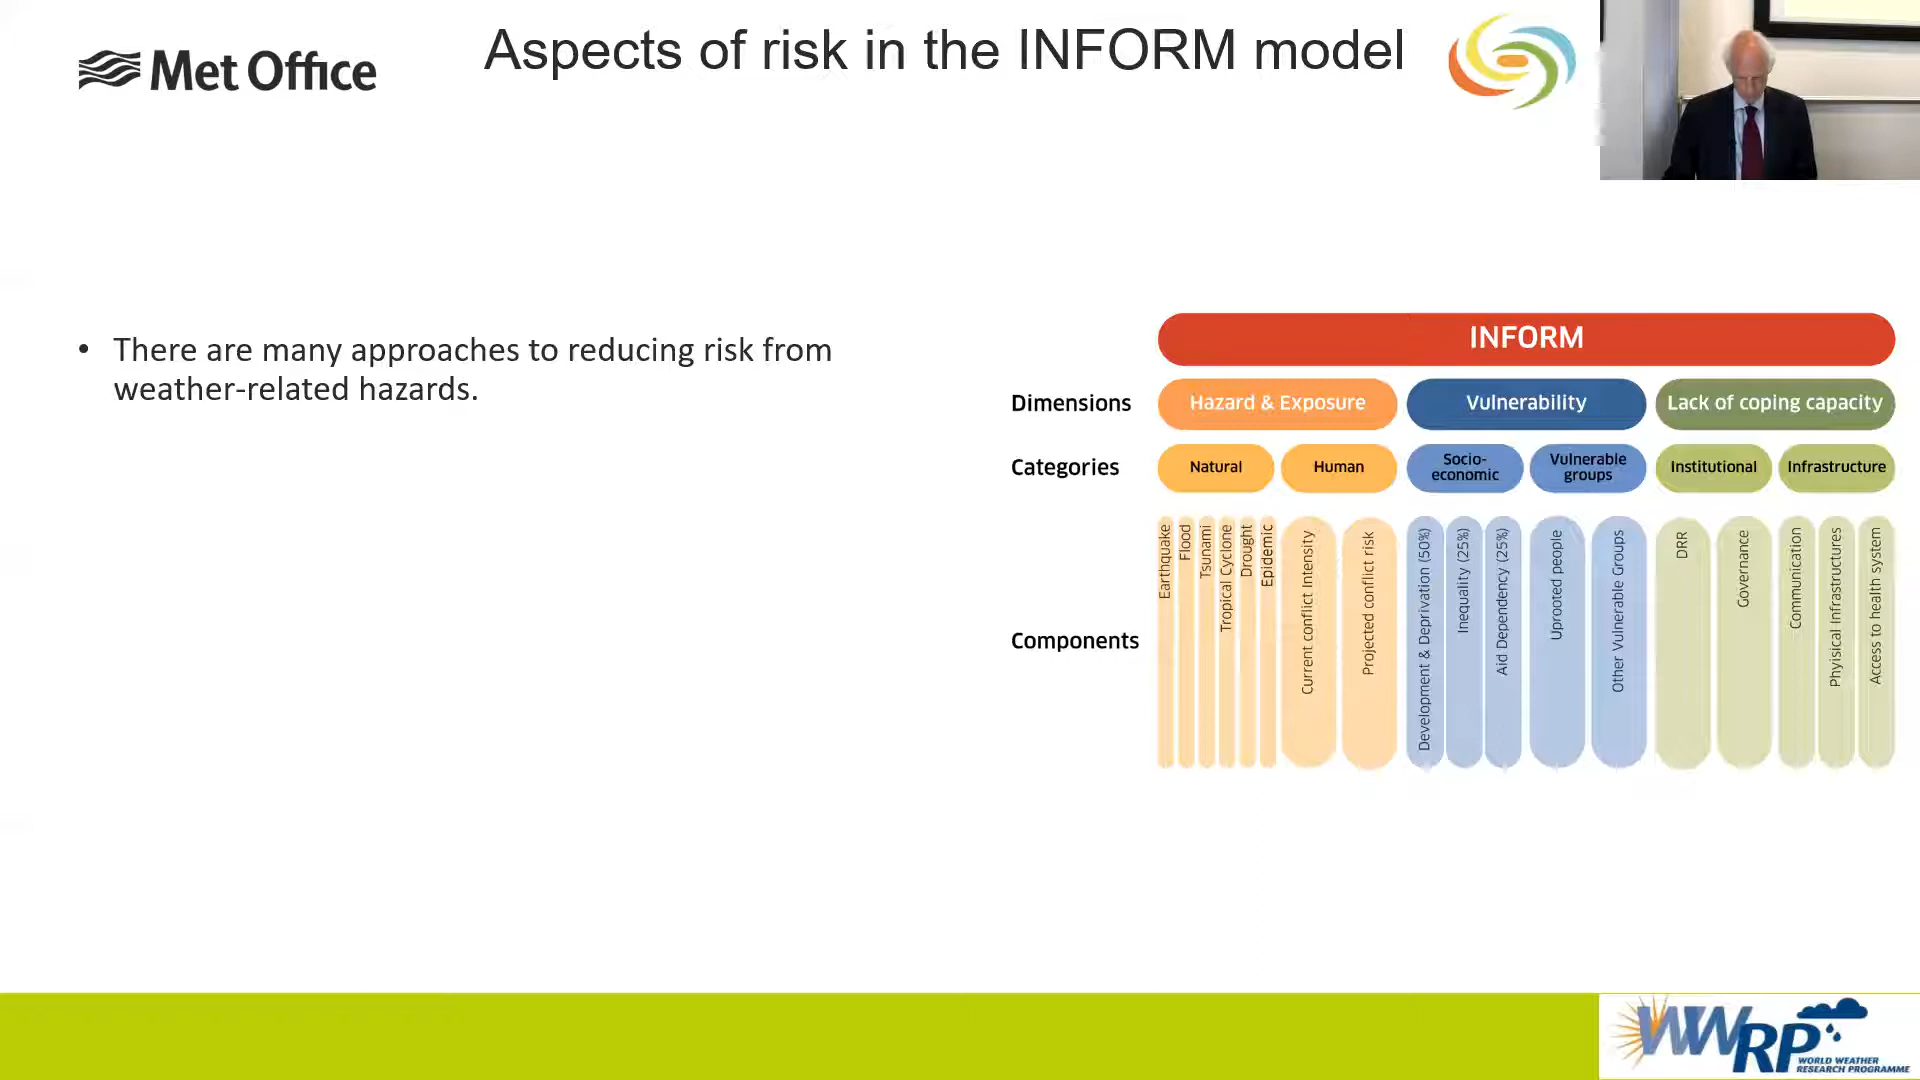 Met Office
Aspects of risk in the INFORM model
• There are many approaches to reducing risk from
weather-related hazards.
INFORM
Dimensions
Hazard & Exposure
Vulnerability
Lack of coping capacity
Categories
Natural
Human
Socio-
economic
Vulnerable
groups
Institutional
Infrastructure
Components
Earthquake
Flood
Tsunami
Tropical Cyclone
Drought
Epidemic
Current conflict Intensity
Projected conflict risk
Development & Deprivation (50%)
Inequality (25%)
Aid Dependency (25%)
Uprooted people
Other Vulnerable Groups
DRR
Governance
Communication
Phyisical Infrastructures
Access to health system
WWRP
WORLD WEATHER
RESEARCH PROGRAMME